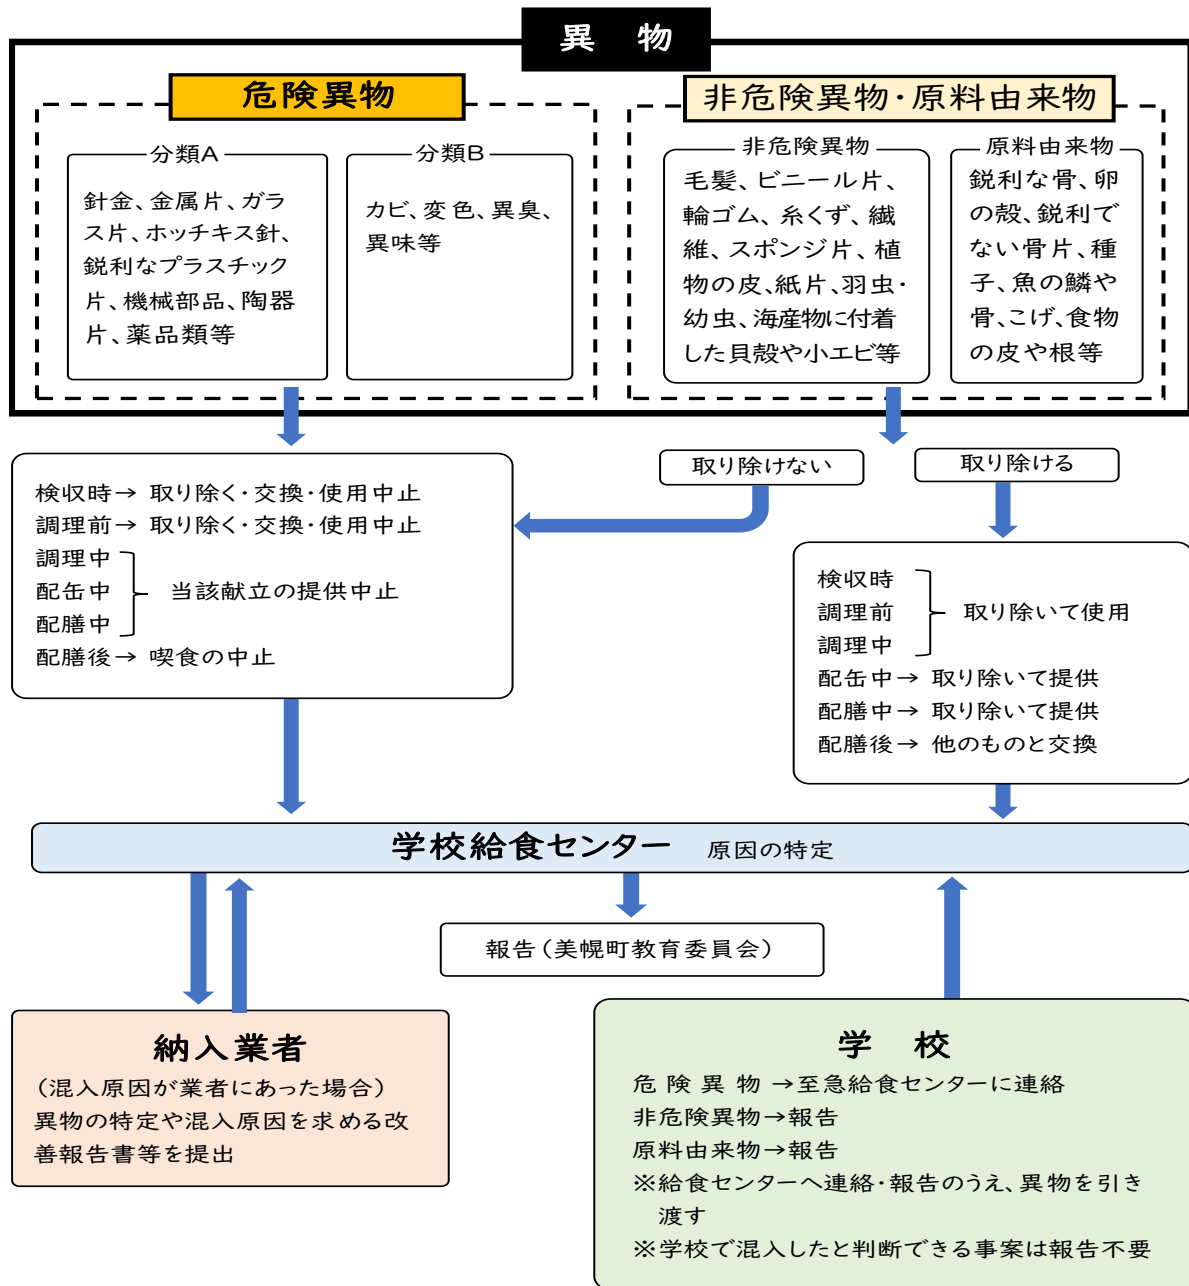 異　物
危険異物
分類A
針金、金属片、ガラ
ス片、ホッチキス針、
鋭利なプラスチック
片、機械部品、陶器
片、薬品類等
分類B
カビ、変色、異臭、
異味等
非危険異物・原料由来物
非危険異物
毛髪、ビニール片、
輪ゴム、糸くず、繊
維、スポンジ片、植
物の皮、紙片、羽虫・
幼虫、海産物に付着
した貝殻や小エビ等
原料由来物
鋭利な骨、卵
の殻、鋭利で
ない骨片、種
子、魚の鱗や
骨、こげ、食物
の皮や根等
取り除けない
取り除ける
検収時→ 取り除く・交換・使用中止
調理前→ 取り除く・交換・使用中止
調理中
配缶中　当該献立の提供中止
配膳中
配膳後→ 喫食の中止
検収時
調理前　取り除いて使用
調理中
配缶中→ 取り除いて提供
配膳中→ 取り除いて提供
配膳後→ 他のものと交換
学校給食センター　原因の特定
報告（美幌町教育委員会）
納入業者
（混入原因が業者にあった場合）
異物の特定や混入原因を求める改
善報告書等を提出
学　校
危 険 異 物 →至急給食センターに連絡
非危険異物→報告
原料由来物→報告
※給食センターへ連絡・報告のうえ、異物を引き
渡す
※学校で混入したと判断できる事案は報告不要